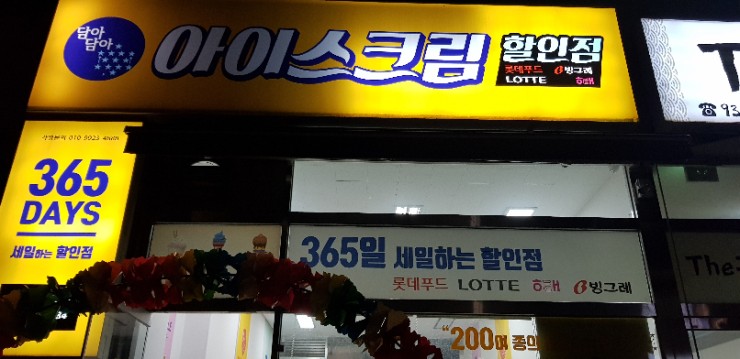 담아
담아
아이스크림 할인점
롯데푸드 빙그레
LOTTE 해태
365
DAYS
세일하는 할인점
365일 세일하는 할인점
롯데푸드 LOTTE 해태 빙그레
"200여 종의
T
☎ 93
The